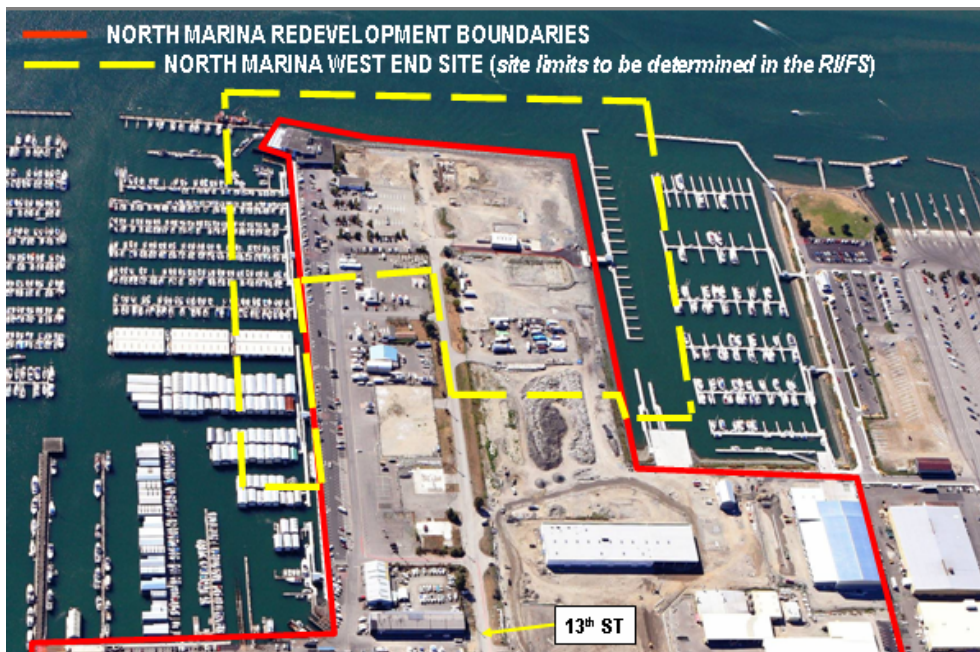 NORTH MARINA REDEVELOPMENT BOUNDARIES
NORTH MARINA WEST END SITE (site limits to be determined in the RI/FS)
13th ST